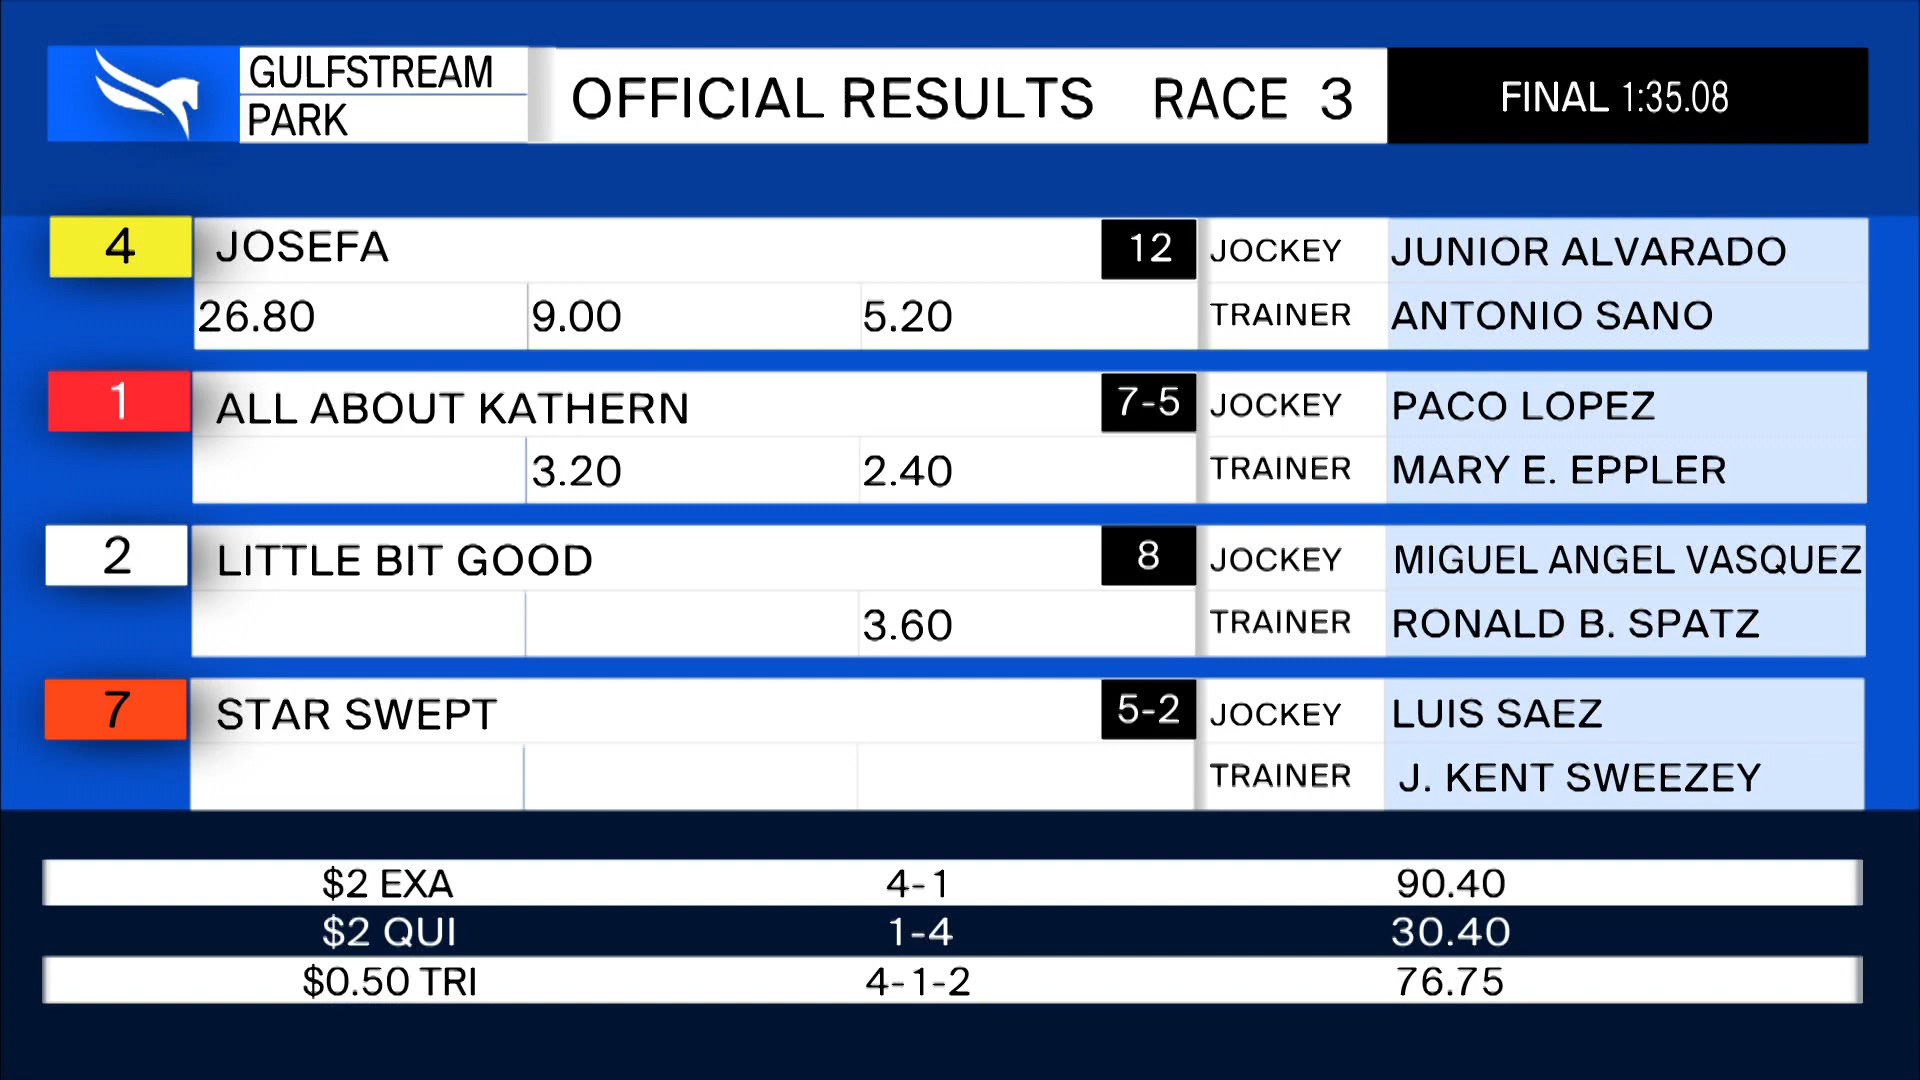 GULFSTREAM
PARK
OFFICIAL RESULTS RACE 3
FINAL 1:35.08
4 JOSEFA 12 JOCKEY JUNIOR ALVARADO
26.80 9.00 5.20 TRAINER ANTONIO SANO
1 ALL ABOUT KATHERN 7-5 JOCKEY PACO LOPEZ
3.20 2.40 TRAINER MARY E. EPPLER
2 LITTLE BIT GOOD 8 JOCKEY MIGUEL ANGEL VASQUEZ
3.60 TRAINER RONALD B. SPATZ
7 STAR SWEPT 5-2 JOCKEY LUIS SAEZ
TRAINER J. KENT SWEEZEY
$2 EXA 4-1 90.40
$2 QUI 1-4 30.40
$0.50 TRI 4-1-2 76.75